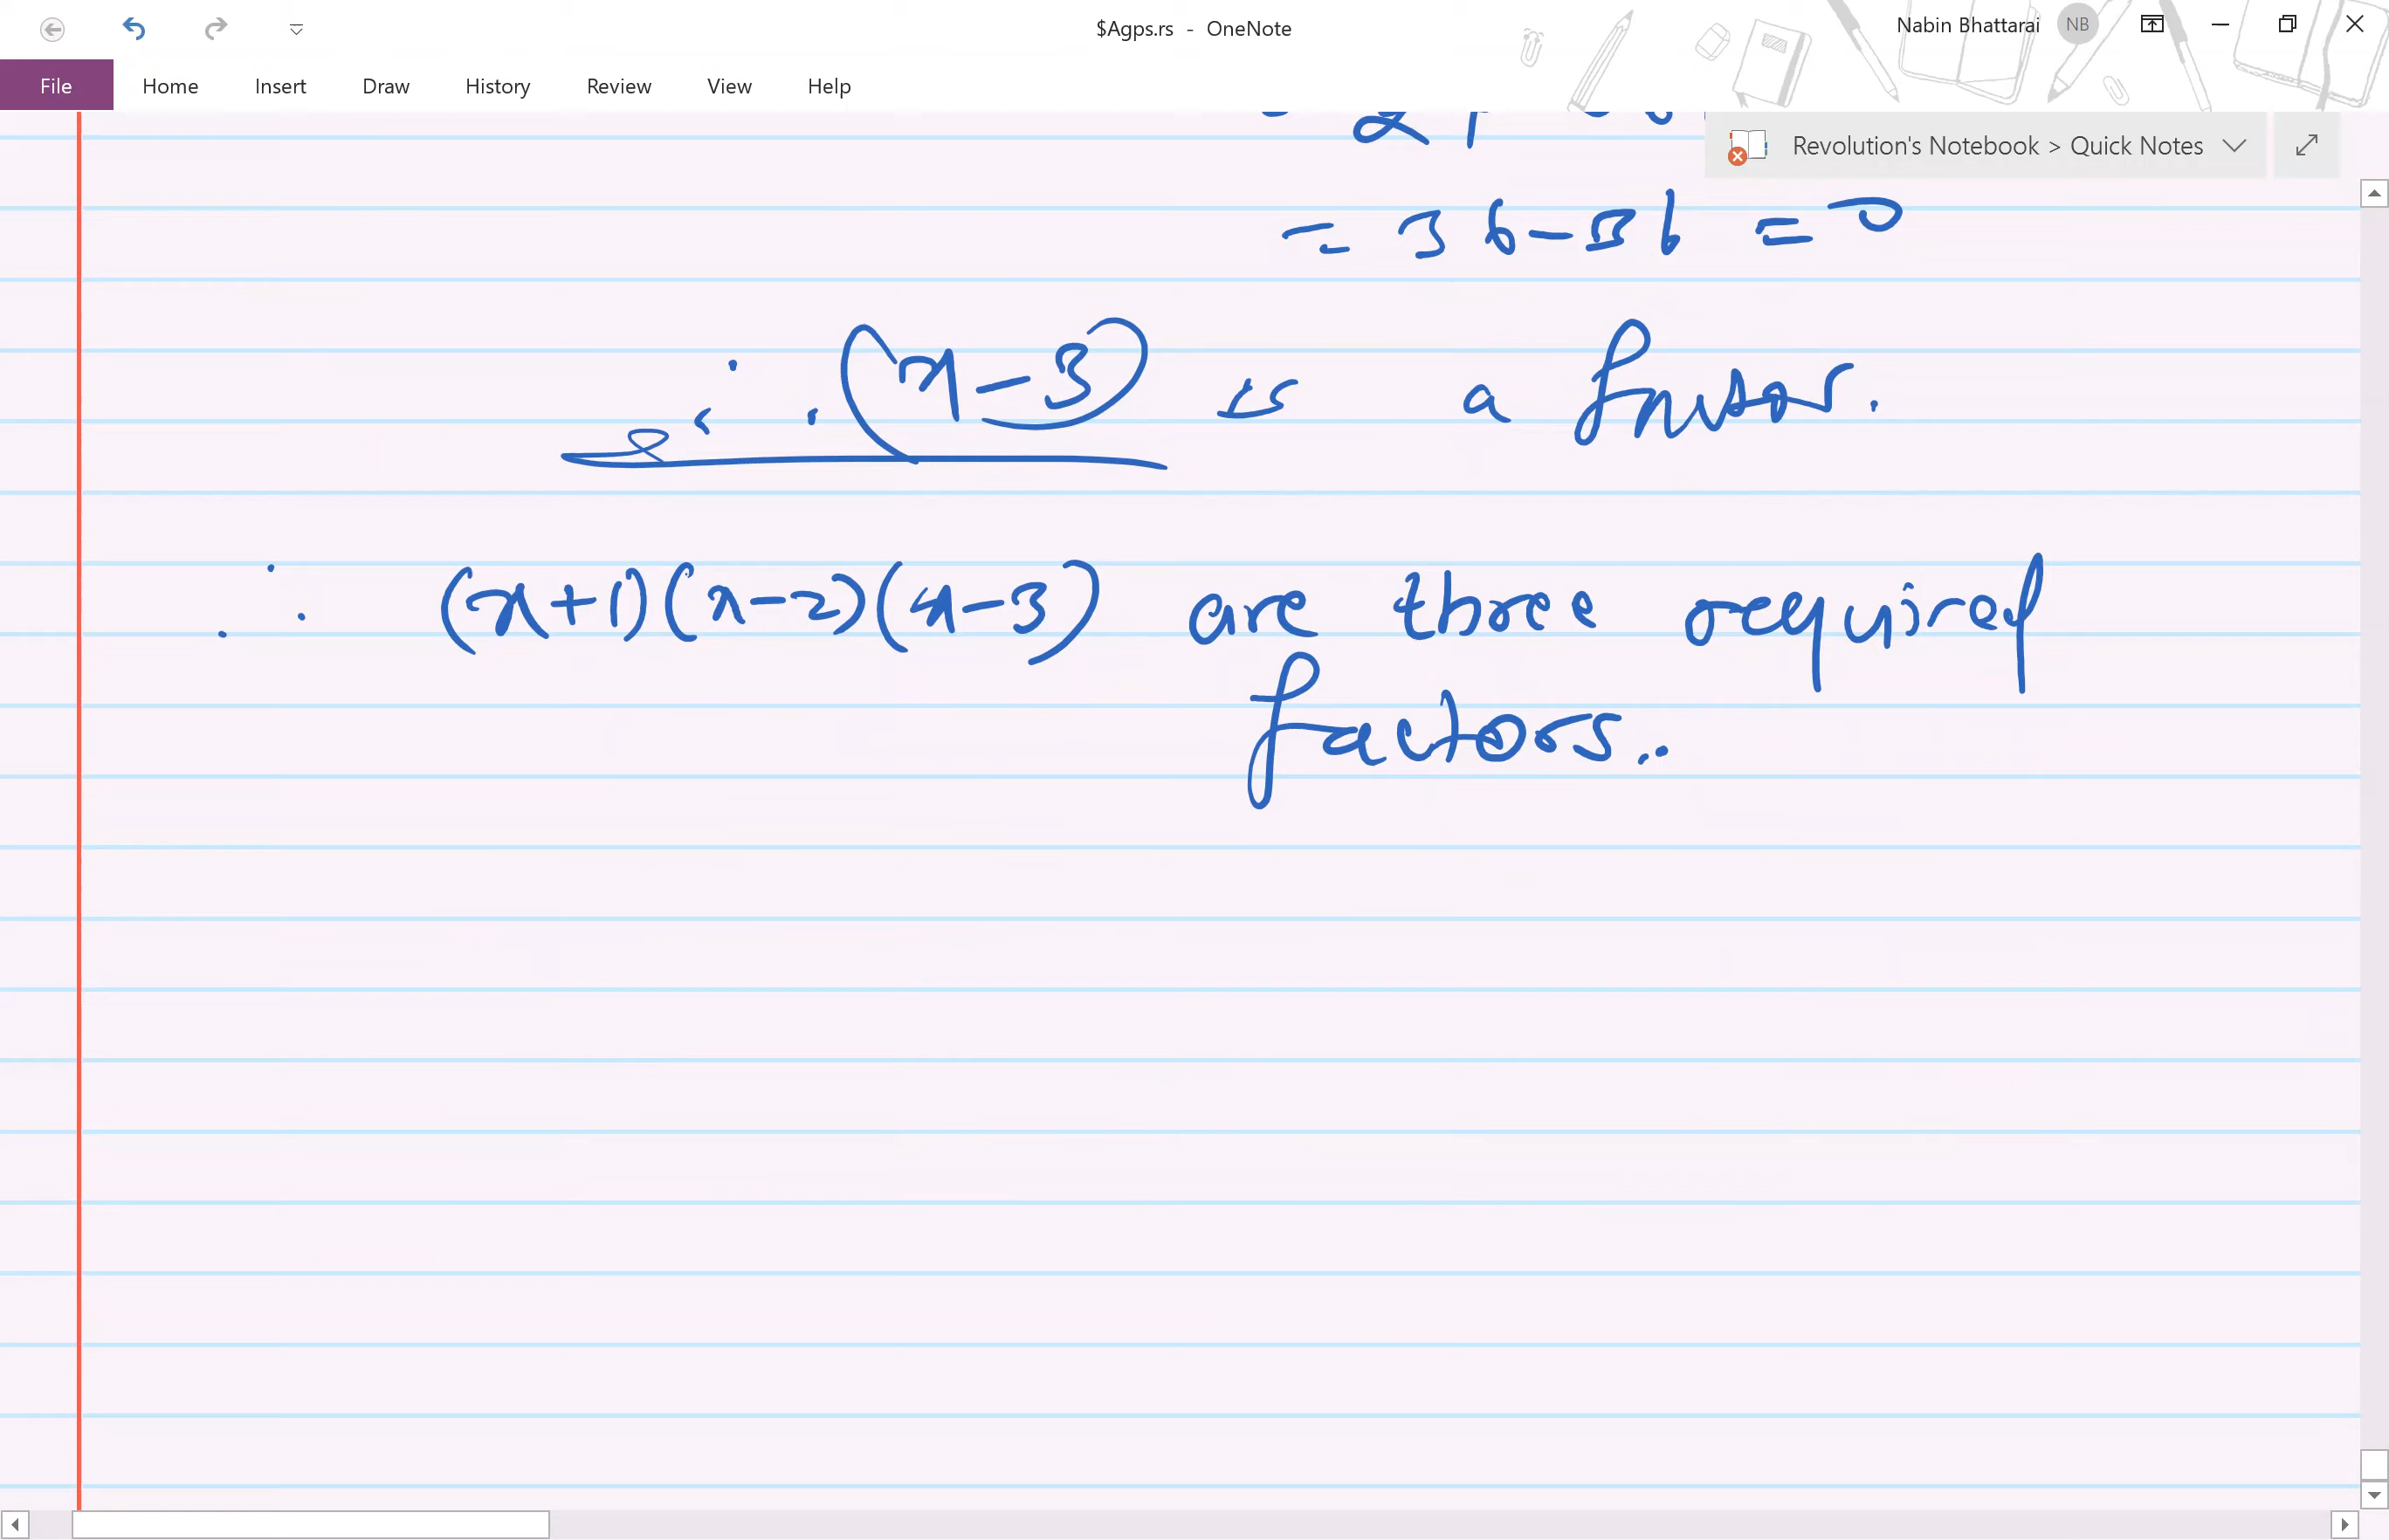 $Agps.rs - OneNote
Nabin Bhattarai NB
File Home Insert Draw History Review View Help
Revolution's Notebook > Quick Notes
= 36 - 36 = 0
∴ (x-3) is a factor.
∴ (x+1)(x-2)(x-3) are three required
factors..